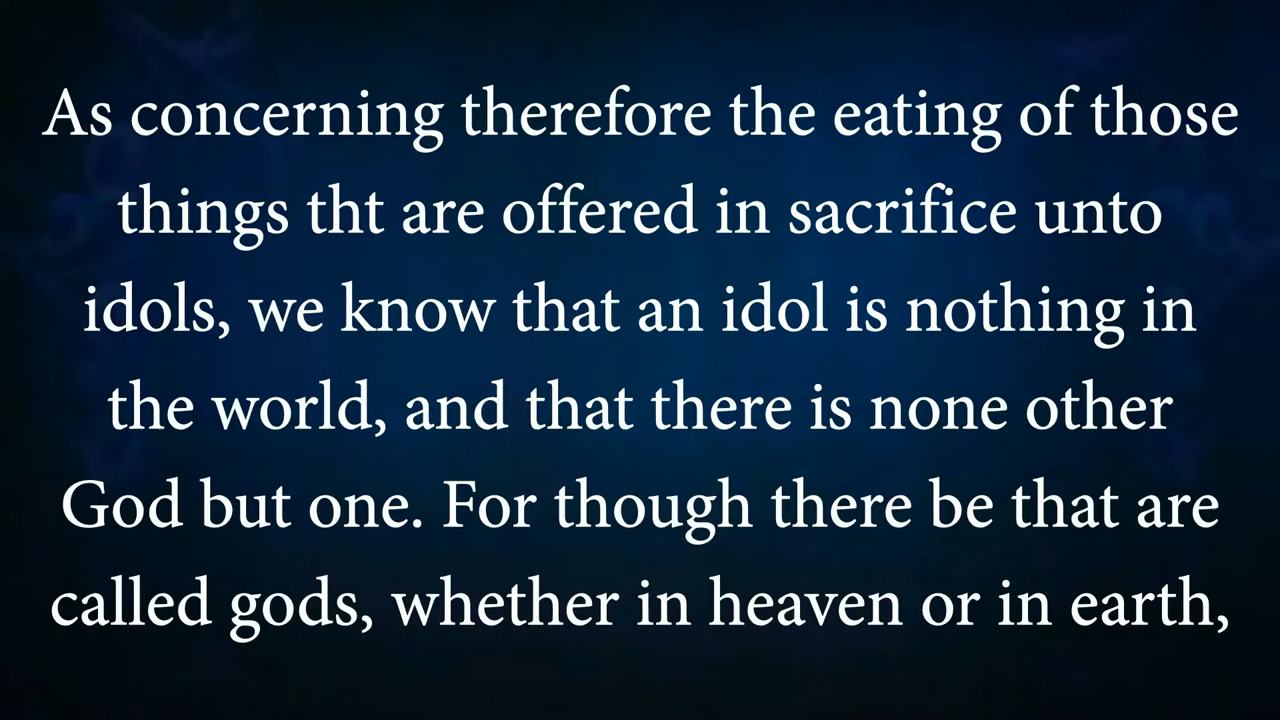 As concerning therefore the eating of those
things tht are offered in sacrifice unto
idols, we know that an idol is nothing in
the world, and that there is none other
God but one. For though there be that are
called gods, whether in heaven or in earth,